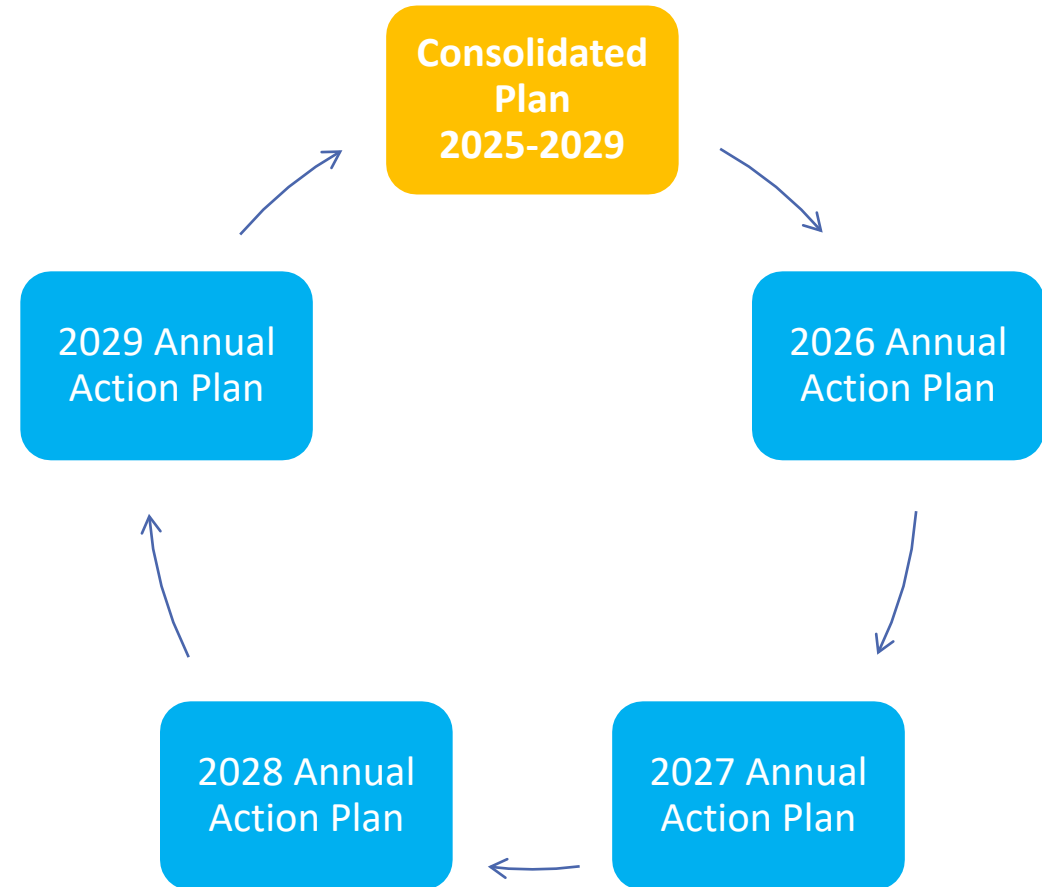 Consolidated
Plan
2025-2029
2026 Annual
Action Plan
2027 Annual
Action Plan
2028 Annual
Action Plan
2029 Annual
Action Plan